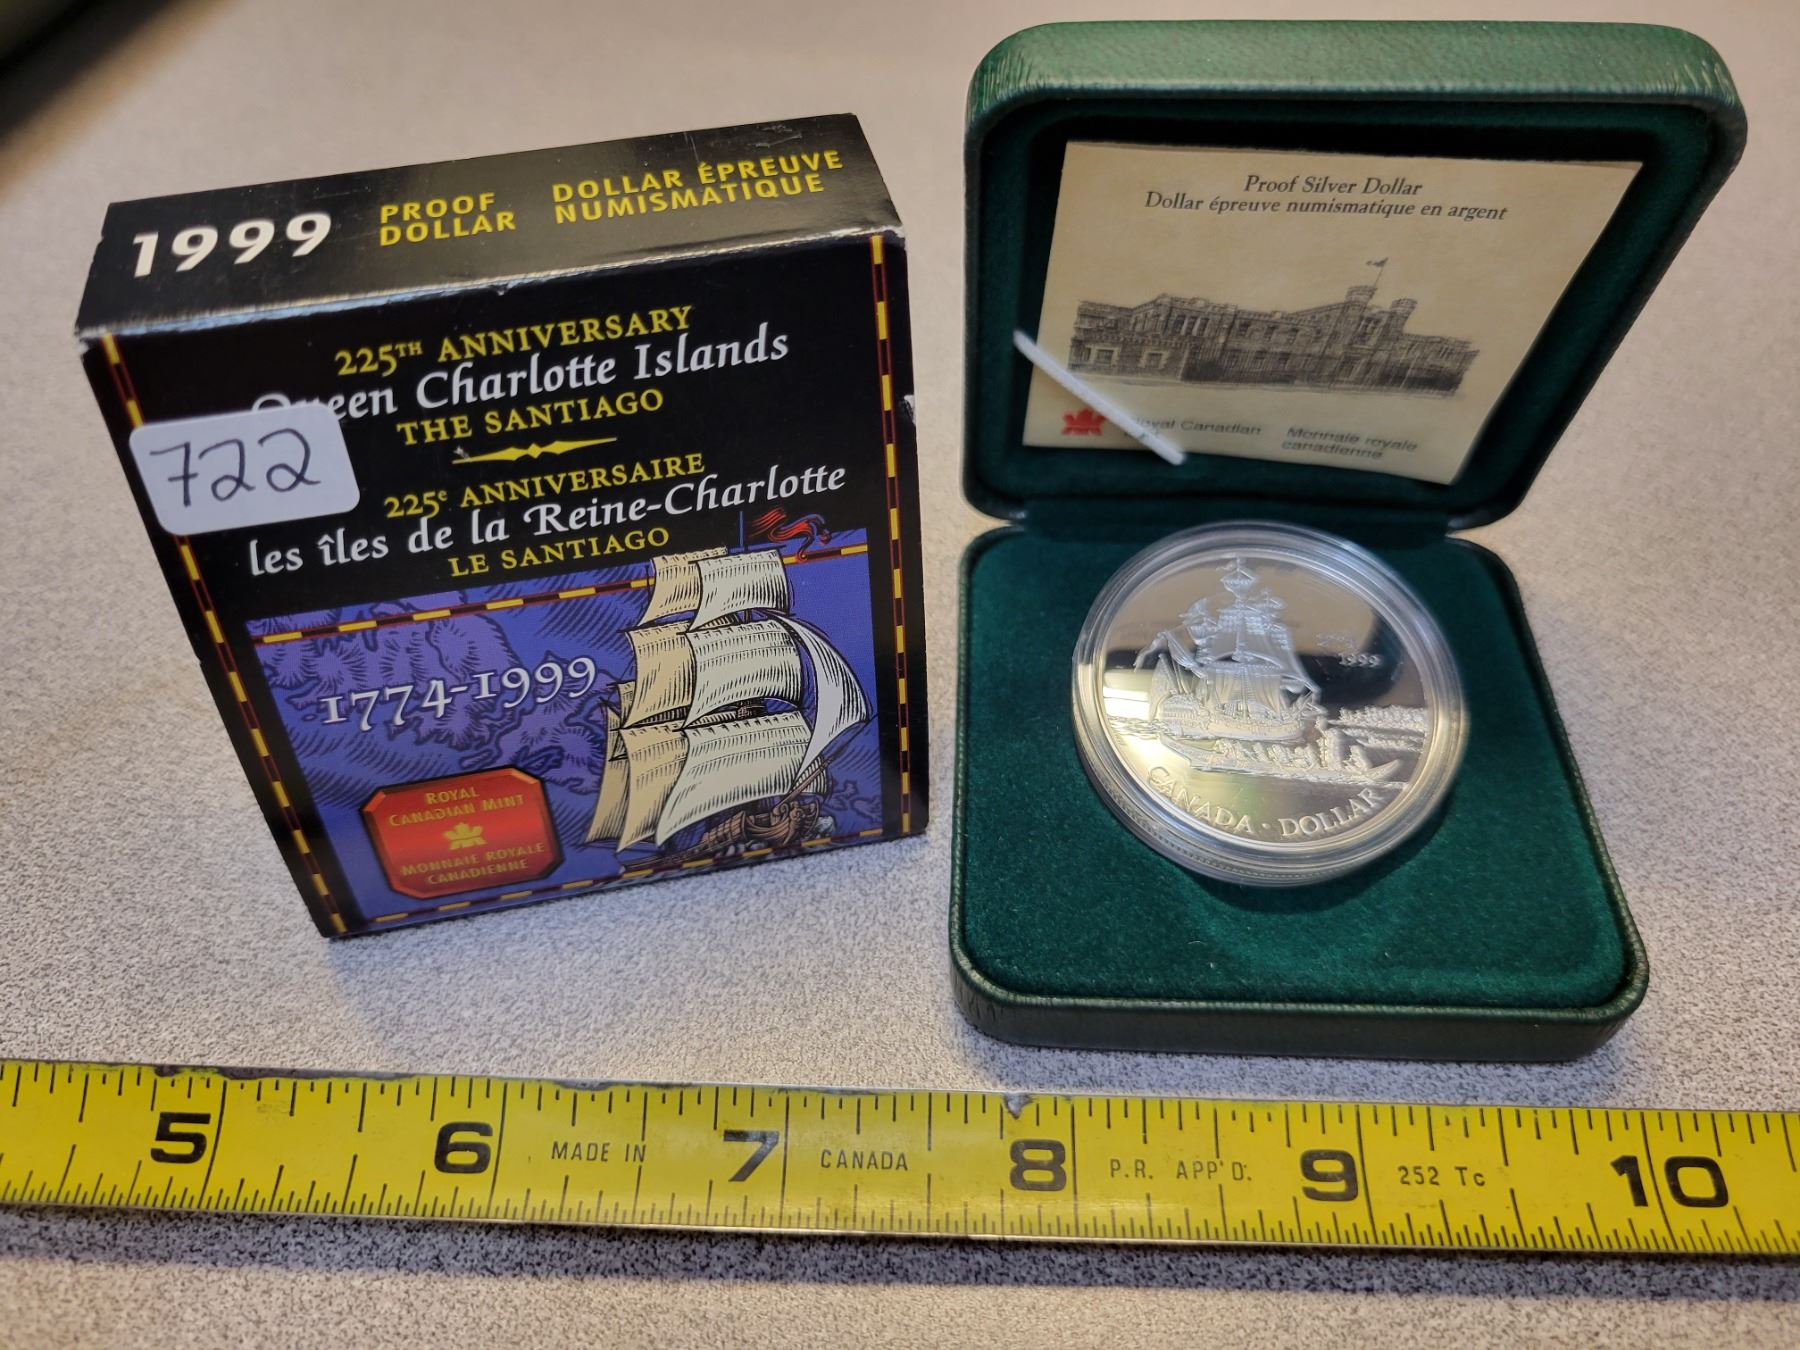 1999
PROOF
DOLLAR
DOLLAR ÉPREUVE
NUMISMATIQUE
225TH ANNIVERSARY
Charlotte Islands
THE SANTIAGO
722
225e ANNIVERSAIRE
les îles de la Reine-Charlotte
LE SANTIAGO
1774-1999
ROYAL
CANADIAN MINT
MONNAIE ROYALE
CANADIENNE
Proof Silver Dollar
Dollar épreuve numismatique en argent
Canadian
Monnaie royale
canadienne
1999
CANADA · DOLLAR
5 6 MADE IN 7 CANADA 8 P.R. APP'D. 9 252 Tc 10